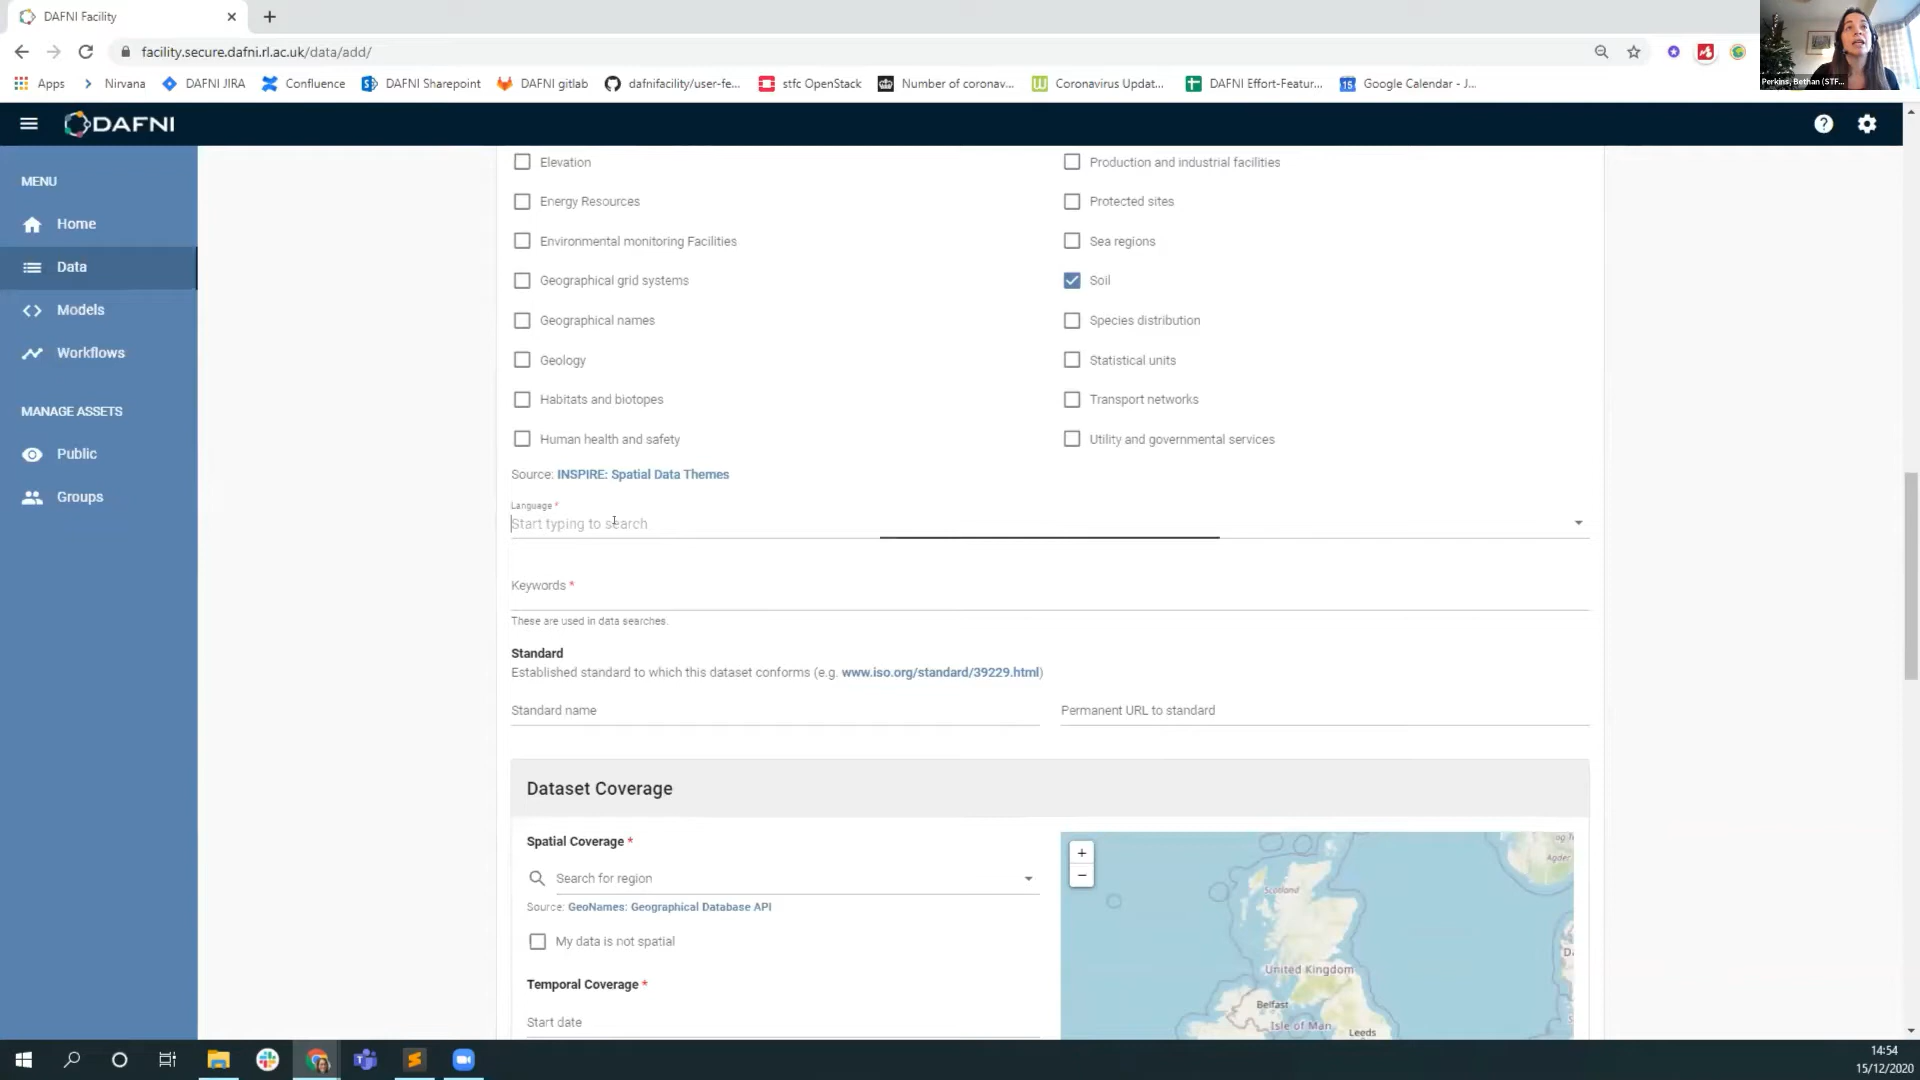 DAFNI Facility
facility.secure.dafni.rl.ac.uk/data/add/
Apps
Nirvana
DAFNI JIRA
Confluence
DAFNI Sharepoint
DAFNI gitlab
dafnifacility/user-fe...
stfc OpenStack
Number of coronav...
Coronavirus Updat...
DAFNI Effort-Featur...
15
Google Calendar - J...
Perkins, Bethan (STF...
DAFNI
MENU
Home
Data
Models
Workflows
MANAGE ASSETS
Public
Groups
Elevation
Production and industrial facilities
Energy Resources
Protected sites
Environmental monitoring Facilities
Sea regions
Geographical grid systems
Soil
Geographical names
Species distribution
Geology
Statistical units
Habitats and biotopes
Transport networks
Human health and safety
Utility and governmental services
Source: INSPIRE: Spatial Data Themes
Language *
Start typing to search
Keywords *
These are used in data searches.
Standard
Established standard to which this dataset conforms (e.g. www.iso.org/standard/39229.html)
Standard name
Permanent URL to standard
Dataset Coverage
Spatial Coverage *
Search for region
Source: GeoNames: Geographical Database API
My data is not spatial
Temporal Coverage *
Start date
+
−
Agder
Scotland
United Kingdom
Belfast
Isle of Man
Leeds
14:54
15/12/2020